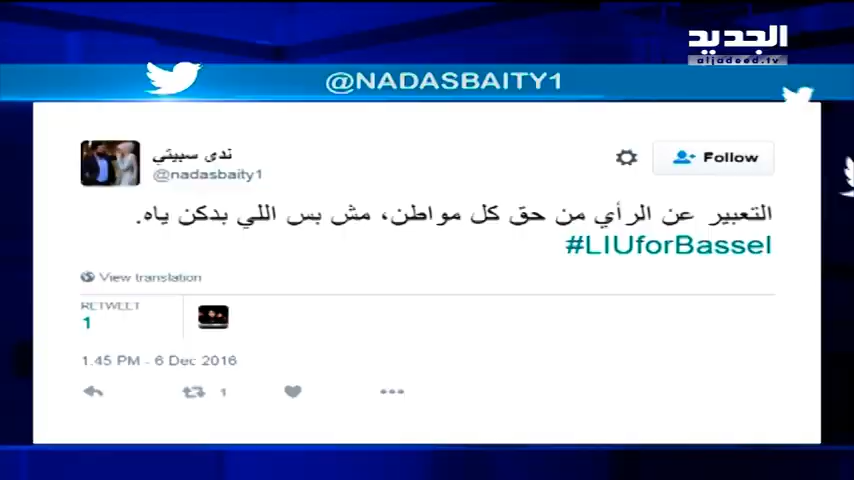 الجديد
aljadeed.tv
@NADASBAITY1
ندى سبيتي
@nadasbaity1
Follow
التعبير عن الرأي من حق كل مواطن، مش بس اللي بدكن ياه.
#LIUforBassel
View translation
RETWEET
1
1.45 PM - 6 Dec 2016
1